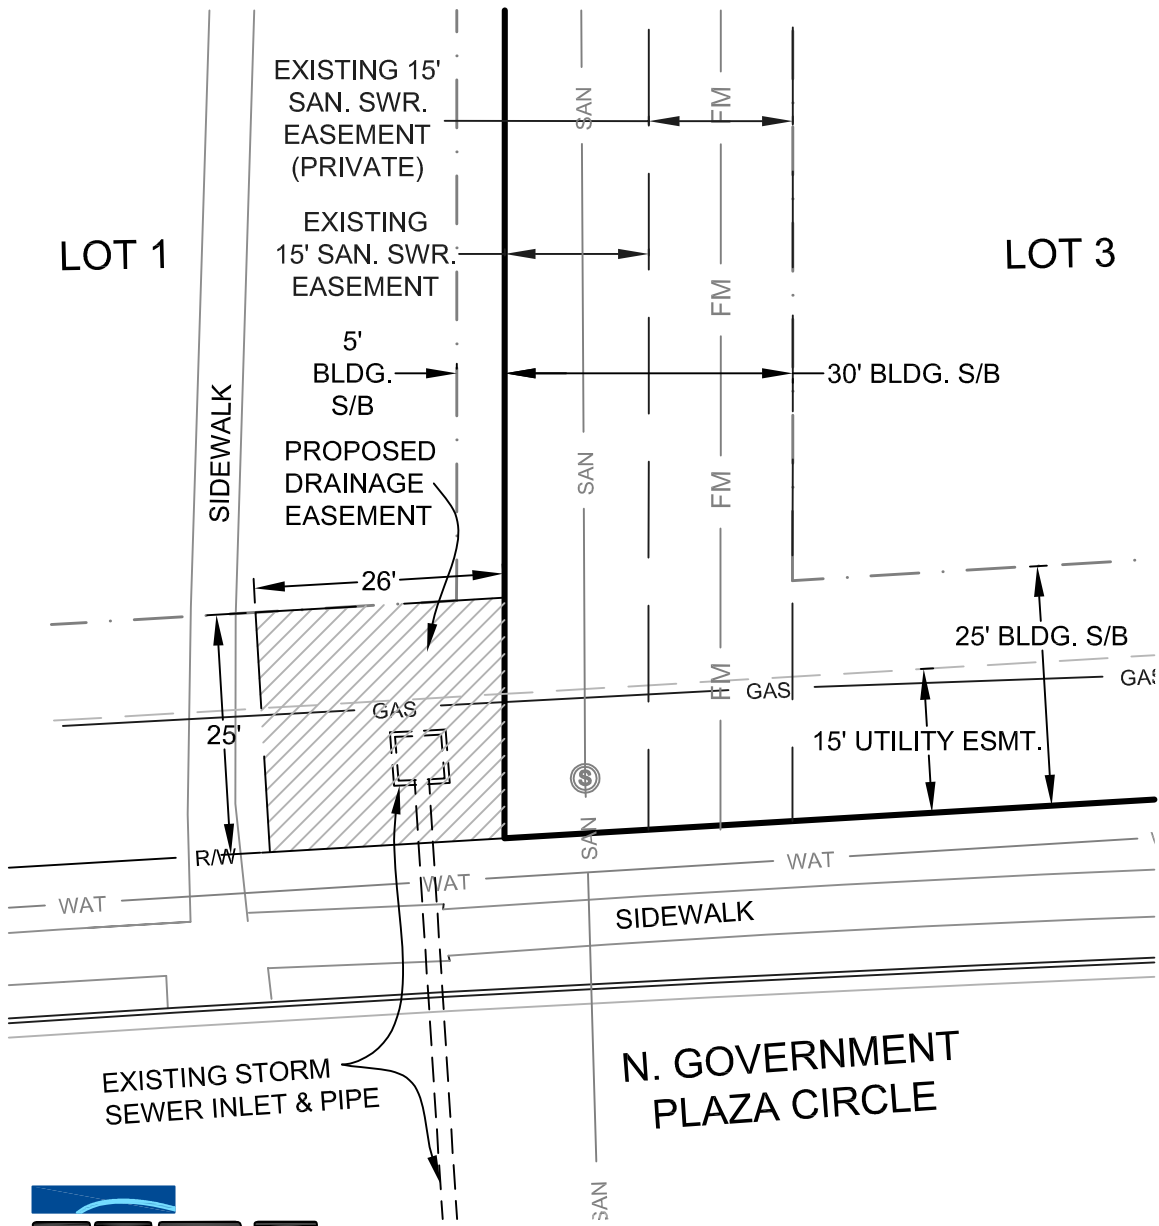 EXISTING 15'
SAN. SWR.
EASEMENT
(PRIVATE)
SAN
FM
LOT 1
EXISTING
15' SAN. SWR.
EASEMENT
LOT 3
FM
5'
BLDG.
S/B
30' BLDG. S/B
SIDEWALK
PROPOSED
DRAINAGE
EASEMENT
SAN
FM
26'
25' BLDG. S/B
FM
GAS
GAS
GAS
25'
15' UTILITY ESMT.
S
SAN
R/W
WAT
WAT
WAT
SIDEWALK
EXISTING STORM
SEWER INLET & PIPE
N. GOVERNMENT
PLAZA CIRCLE
SAN